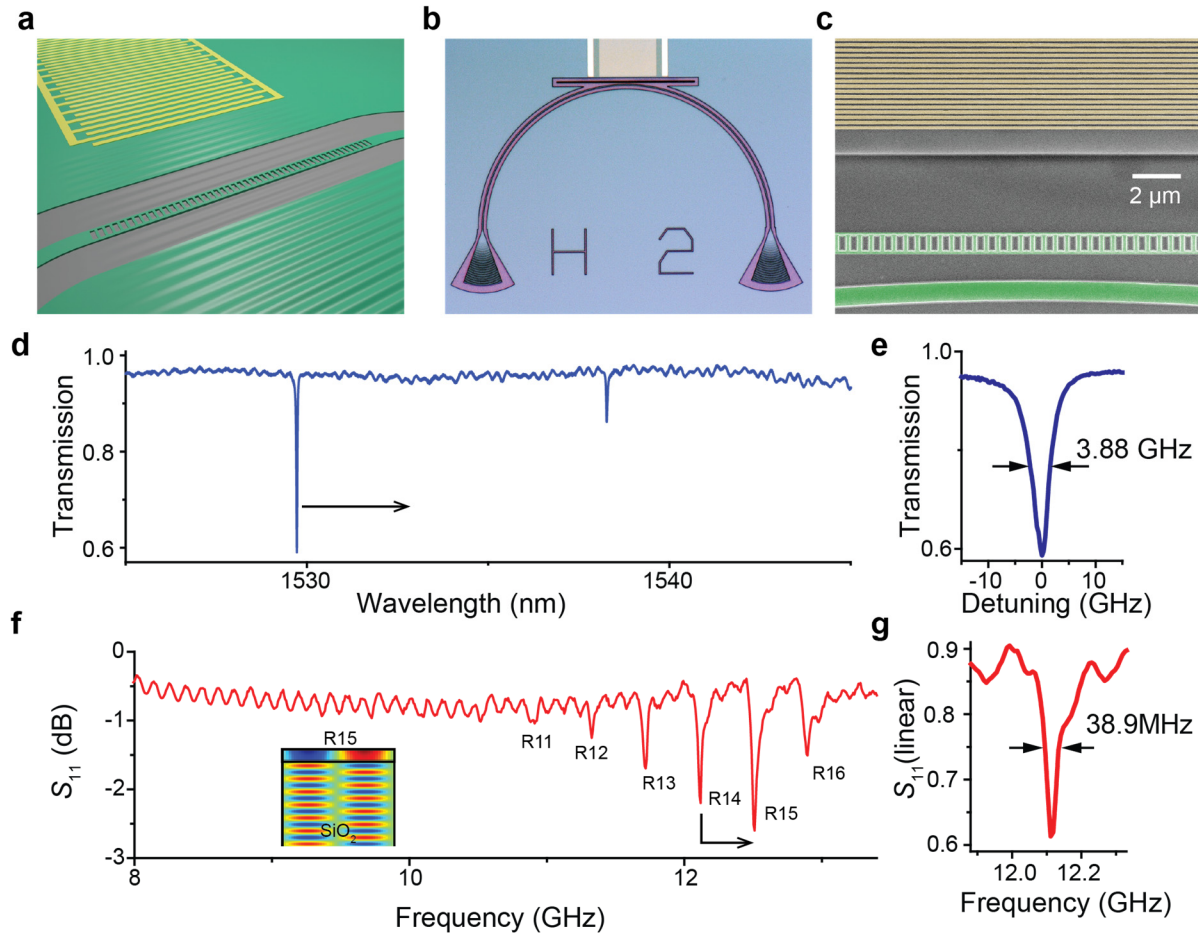 a
b
c
H 2
2 μm
d
1.0
0.8
0.6
Transmission
1530
1540
Wavelength (nm)
e
1.0
0.6
Transmission
3.88 GHz
-10 0 10
Detuning (GHz)
f
0
-1
-2
-3
S11 (dB)
R11
R12
R13
R14
R15
R16
R15
SiO2
8
10
12
Frequency (GHz)
g
0.9
0.8
0.7
0.6
S11(linear)
38.9MHz
12.0 12.2
Frequency (GHz)